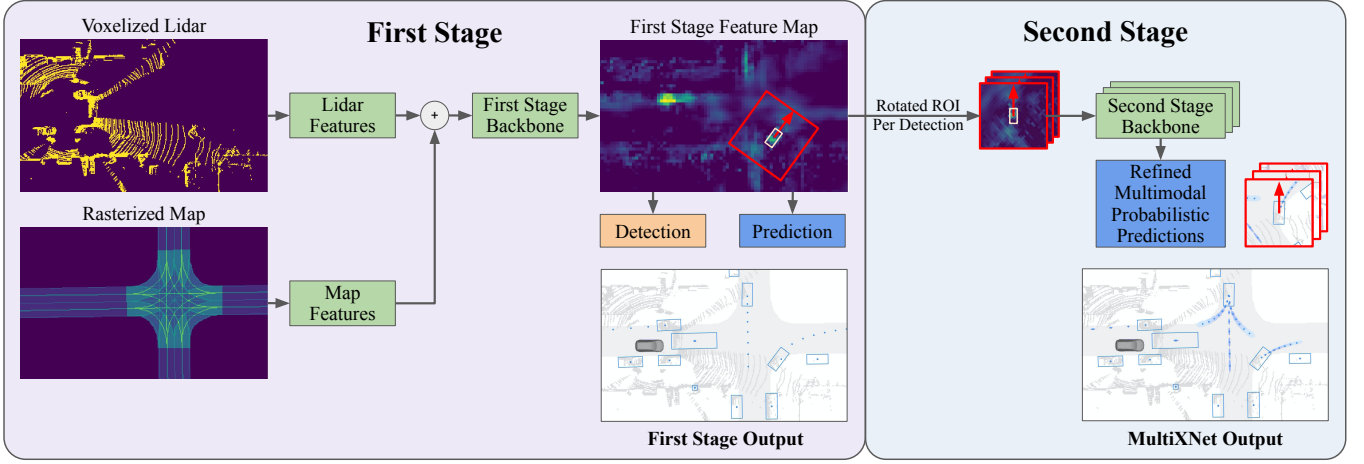 First Stage
Voxelized Lidar
Lidar
Features
+
First Stage
Backbone
First Stage Feature Map
Rasterized Map
Map
Features
Detection
Prediction
First Stage Output
Second Stage
Rotated ROI
Per Detection
Second Stage
Backbone
Refined
Multimodal
Probabilistic
Predictions
MultiXNet Output